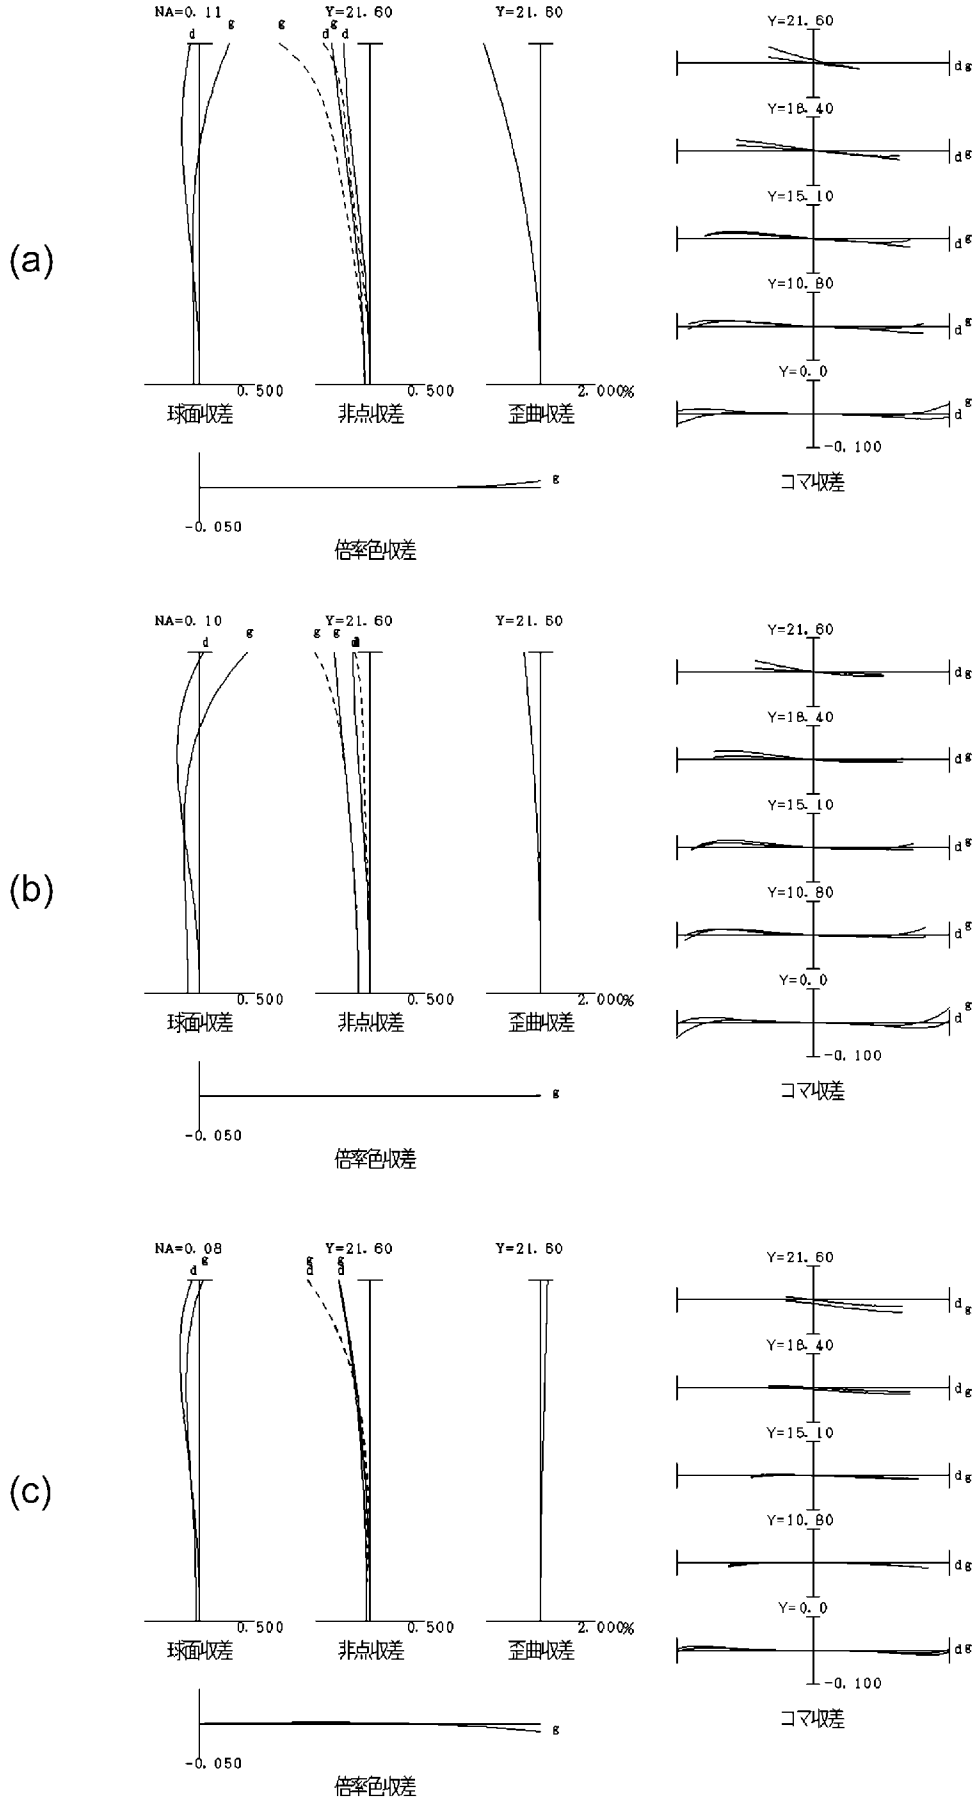 (a)
NA=0.11
d
g
0.500
球面収差
Y=21.60
g
d
g
d
0.500
非点収差
Y=21.60
2.000%
歪曲収差
-0.050
g
倍率色収差
Y=21.60
d g
Y=18.40
d g
Y=15.10
d g
Y=10.80
d g
Y=0.0
d g
-0.100
コマ収差
(b)
NA=0.10
d
g
0.500
球面収差
Y=21.60
g
g
d
0.500
非点収差
Y=21.60
2.000%
歪曲収差
-0.050
g
倍率色収差
Y=21.60
d g
Y=18.40
d g
Y=15.10
d g
Y=10.80
d g
Y=0.0
d g
-0.100
コマ収差
(c)
NA=0.08
d
g
0.500
球面収差
Y=21.60
g
d
g
d
0.500
非点収差
Y=21.60
2.000%
歪曲収差
-0.050
g
倍率色収差
Y=21.60
d g
Y=18.40
d g
Y=15.10
d g
Y=10.80
d g
Y=0.0
d g
-0.100
コマ収差